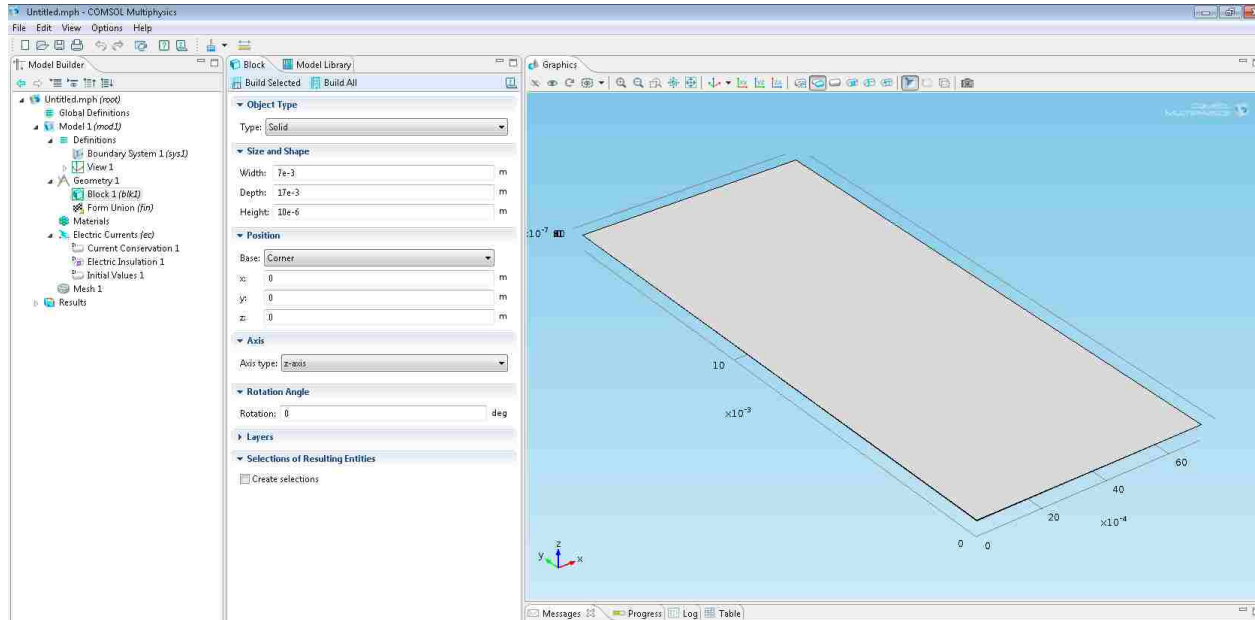 Untitled.mph - COMSOL Multiphysics
File Edit View Options Help
Model Builder
Untitled.mph (root)
Global Definitions
Model 1 (mod1)
Definitions
Boundary System 1 (sys1)
View 1
Geometry 1
Block 1 (blk1)
Form Union (fin)
Materials
Electric Currents (ec)
Current Conservation 1
Electric Insulation 1
Initial Values 1
Mesh 1
Results
Block Model Library
Build Selected Build All
Object Type
Type: Solid
Size and Shape
Width: 7e-3 m
Depth: 17e-3 m
Height: 10e-6 m
Position
Base: Corner
x: 0 m
y: 0 m
z: 0 m
Axis
Axis type: z-axis
Rotation Angle
Rotation: 0 deg
Layers
Selections of Resulting Entities
Create selections
Graphics
COMSOL
MULTIPHYSICS
10
×10⁻³
60
40
20
×10⁻⁴
0 0
z
y x
Messages Progress Log Table